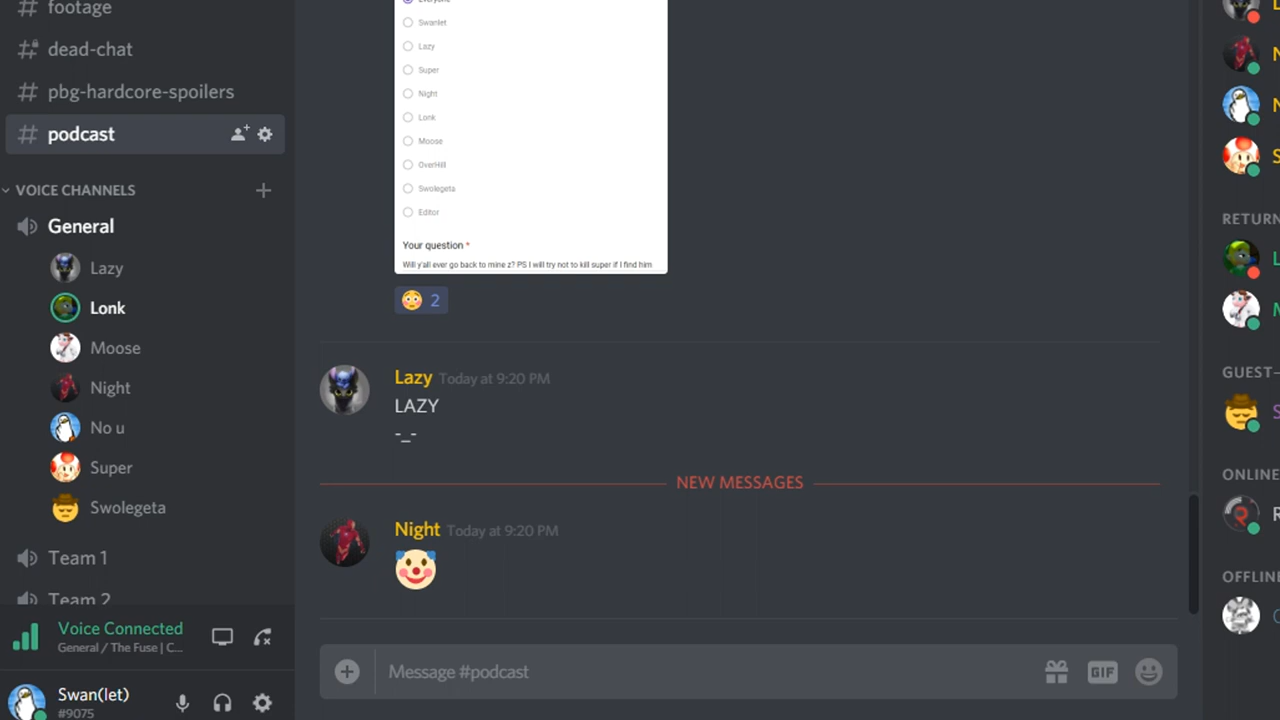 footage
dead-chat
pbg-hardcore-spoilers
podcast
VOICE CHANNELS
General
Lazy
Lonk
Moose
Night
No u
Super
Swolegeta
Team 1
Team 2
Voice Connected
General / The Fuse | C...
Swan(let)
#9075
Everyone
Swanlet
Lazy
Super
Night
Lonk
Moose
OverHill
Swolegeta
Editor
Your question *
Will y'all ever go back to mine z? PS I will try not to kill super if I find him
2
Lazy Today at 9:20 PM
LAZY
-_-
NEW MESSAGES
Night Today at 9:20 PM
Message #podcast
GIF
L
N
N
S
RETURN
L
M
GUEST-
S
ONLINE
R
OFFLINE